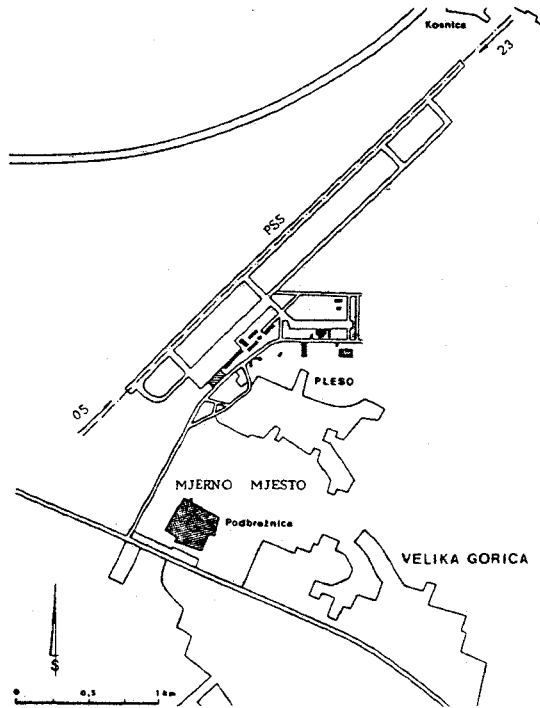 Kosnica
23
PSS
05
PLESO
MJERNO MJESTO
Podbrežnica
VELIKA GORICA
S
0 0,5 1 km